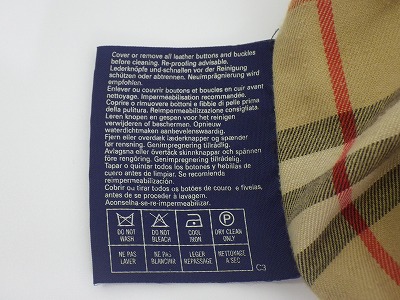 Cover or remove all leather buttons and buckles
before cleaning. Re-proofing advisable.
Lederknöpfe und-schnallen vor der Reinigung
schützen oder abtrennen. Neuimprägnierung wird
empfohlen.
Enlever ou couvrir boutons et boucles en cuir avant
nettoyage. Imperméabilisation recommandée.
Coprire o rimuovere bottoni e fibbie di pelle prima
della pulitura. Reimpermeabilizzazione consigliata.
Leren knopen en gespen voor het reinigen
verwijderen of beschermen. Opnieuw
waterdichtmaken aanbevelenswaardig.
Fjern eller overdæk læderknapper og spænder
før rensning. Genimprægnering tilrådlig.
Avlägsna eller övertäck skinnknappar och spännen
före rengöring. Genimpregnering tillrådlig.
Tapar o quitar todos los botones y hebillas de
cuero antes de limpiar. Se recomienda
reimpermeabilización.
Cobrir ou tirar todos os botões de couro e fivelas,
antes de se proceder à lavagem.
Aconselha-se-re-impermeabilizar.
DO NOT WASH
DO NOT BLEACH
COOL IRON
P
DRY CLEAN ONLY
NE PAS LAVER
NE PAS BLANCHIR
LEGER REPASSAGE
NETTOYAGE A SEC
C3